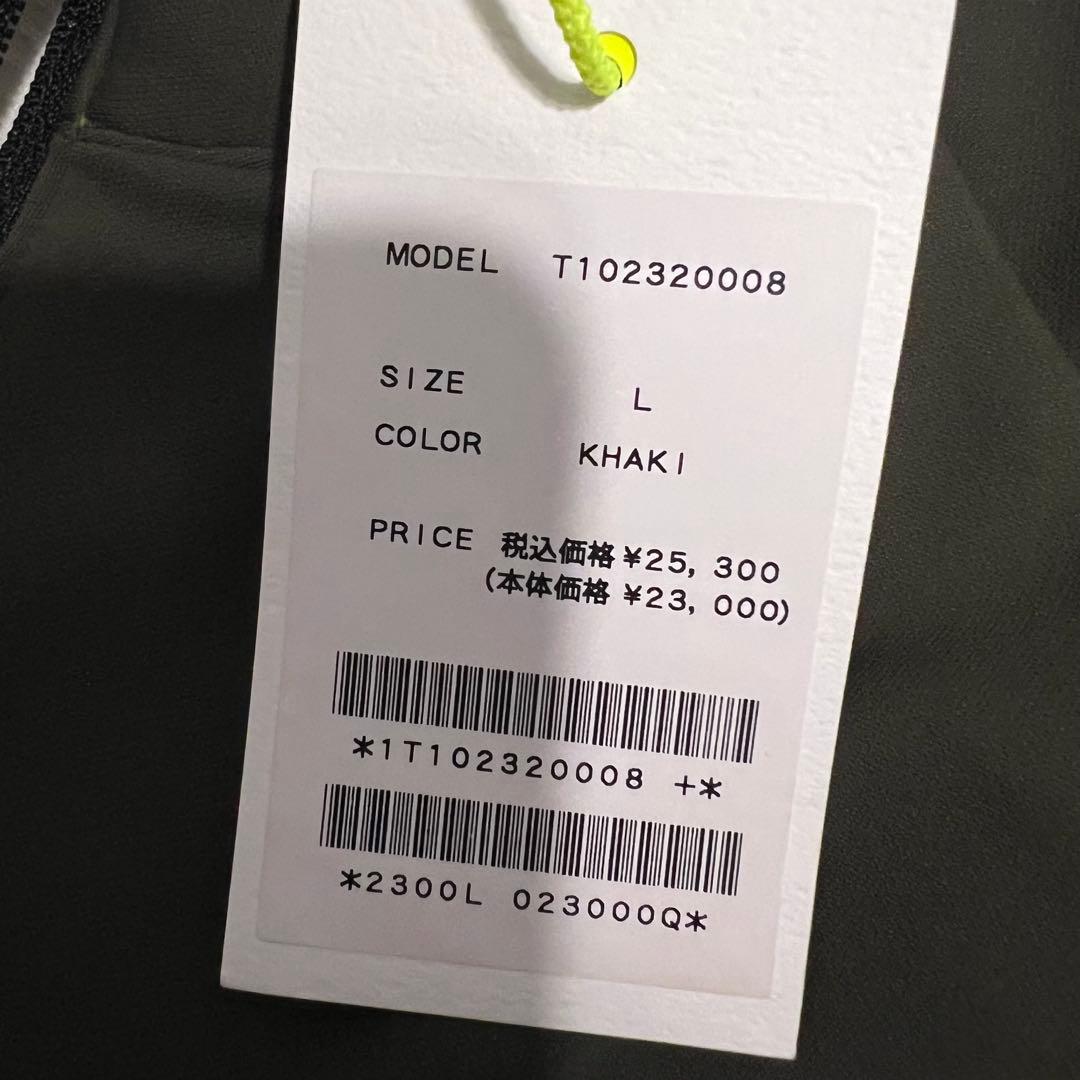 MODEL T102320008
SIZE L
COLOR KHAKI
PRICE 税込価格 ¥25, 300
(本体価格 ¥23, 000)
*1T102320008 +*
*2300L 023000Q*